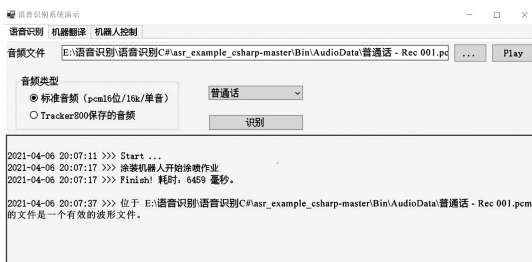 语音识别系统演示
语音识别 机器翻译 机器人控制
音频文件 E:\语音识别\语音识别C#\asr_example_csharp-master\Bin\AudioData\普通话 - Rec 001.pc ... Play
音频类型
标准音频（pcm16位/16k/单音） 普通话
Tracker800保存的音频 识别
2021-04-06 20:07:11 >>> Start ...
2021-04-06 20:07:17 >>> 涂装机器人开始涂喷作业
2021-04-06 20:07:17 >>> Finish! 耗时: 6459 毫秒。
2021-04-06 20:07:37 >>> 位于 E:\语音识别\语音识别C#\asr_example_csharp-master\Bin\AudioData\普通话 - Rec 001.pcm
的文件是一个有效的波形文件。